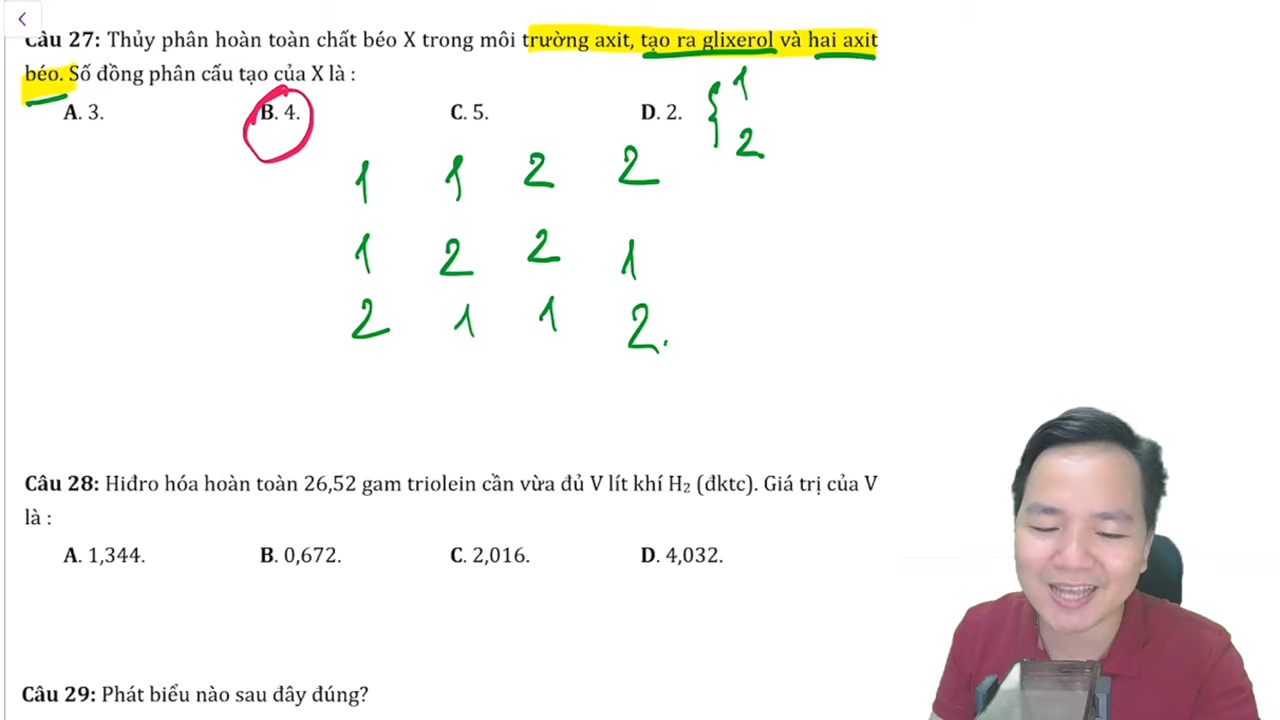 Câu 27: Thủy phân hoàn toàn chất béo X trong môi trường axit, tạo ra glixerol và hai axit
béo. Số đồng phân cấu tạo của X là :
A. 3. B. 4. C. 5. D. 2.
1
2
1 1 2 2
1 2 2 1
2 1 1 2.
Câu 28: Hiđro hóa hoàn toàn 26,52 gam triolein cần vừa đủ V lít khí H₂ (đktc). Giá trị của V
là :
A. 1,344. B. 0,672. C. 2,016. D. 4,032.
Câu 29: Phát biểu nào sau đây đúng?